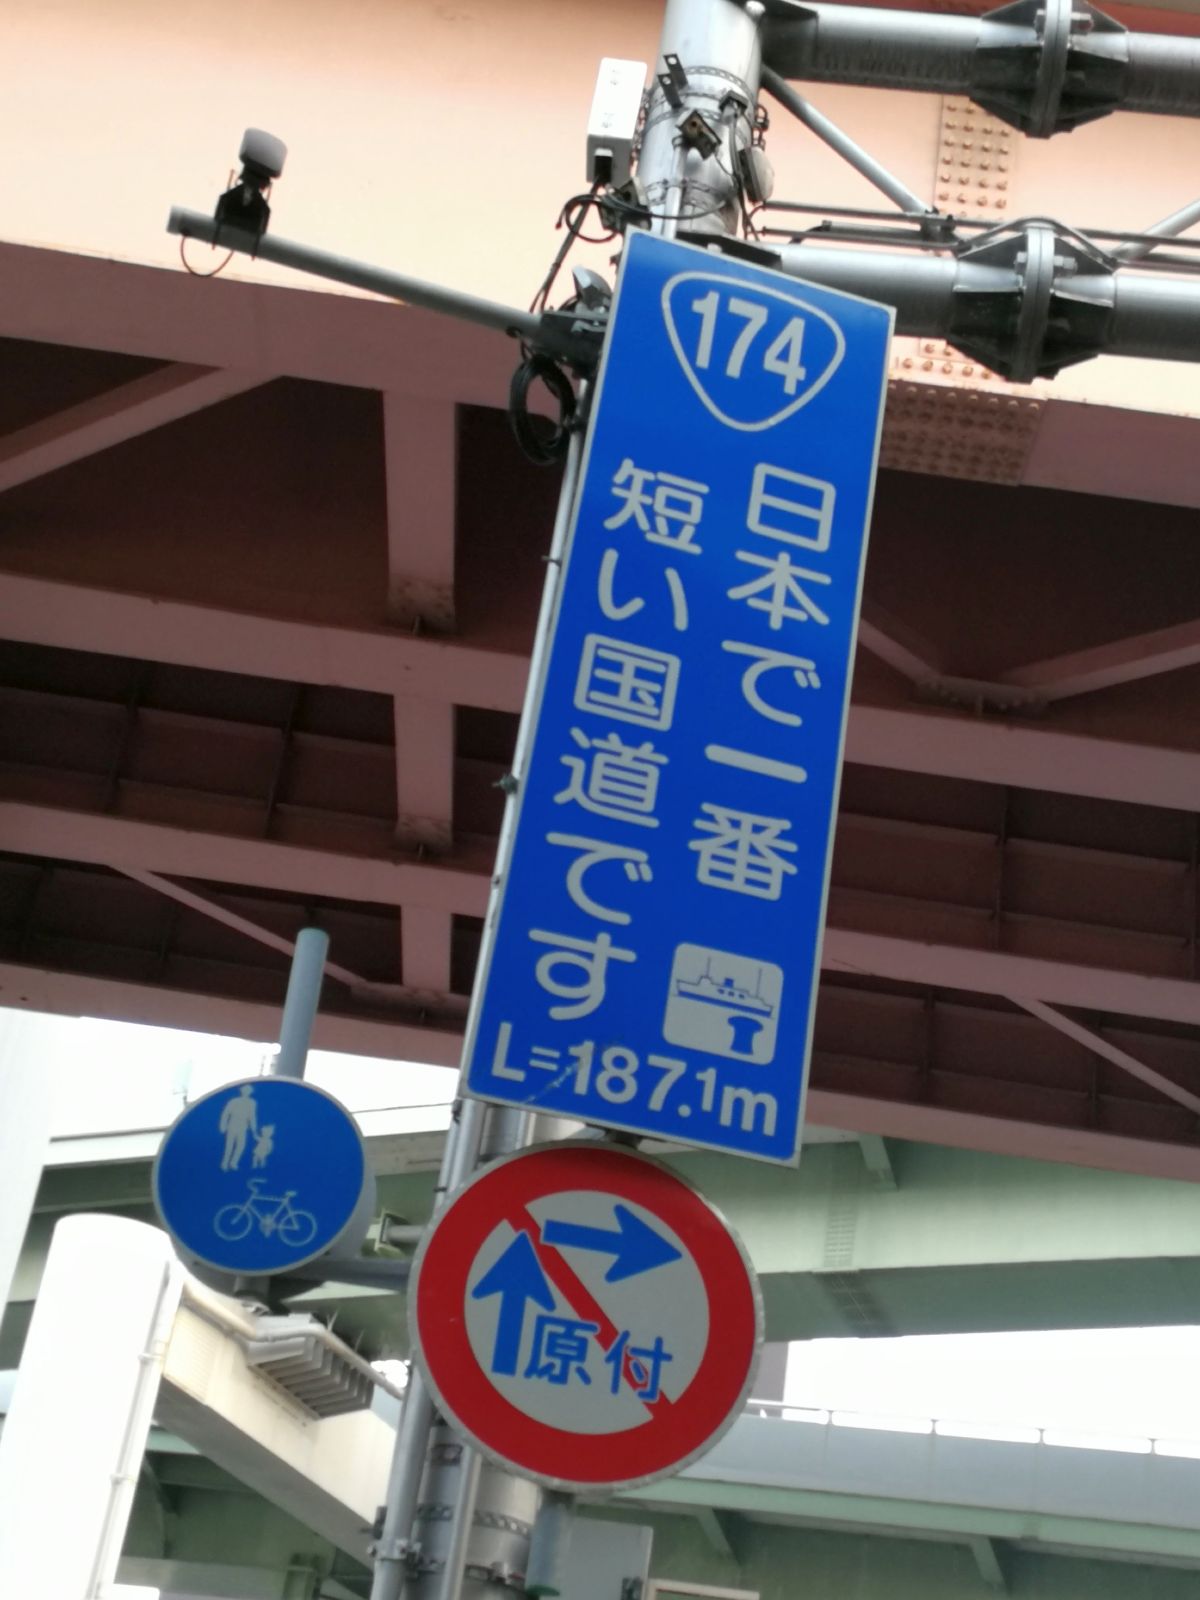 174
日本で一番
短い国道です
L=187.1m
原付